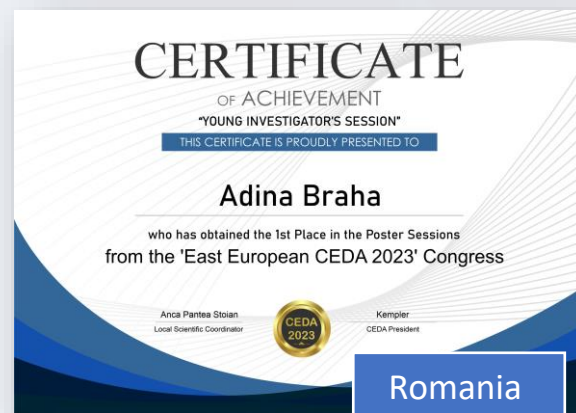 CERTIFICATE
OF ACHIEVEMENT
"YOUNG INVESTIGATOR'S SESSION"
THIS CERTIFICATE IS PROUDLY PRESENTED TO
Adina Braha
who has obtained the 1st Place in the Poster Sessions
from the 'East European CEDA 2023' Congress
Anca Pantea Stoian
Local Scientific Coordinator
CEDA
2023
Kempler
CEDA President
Romania